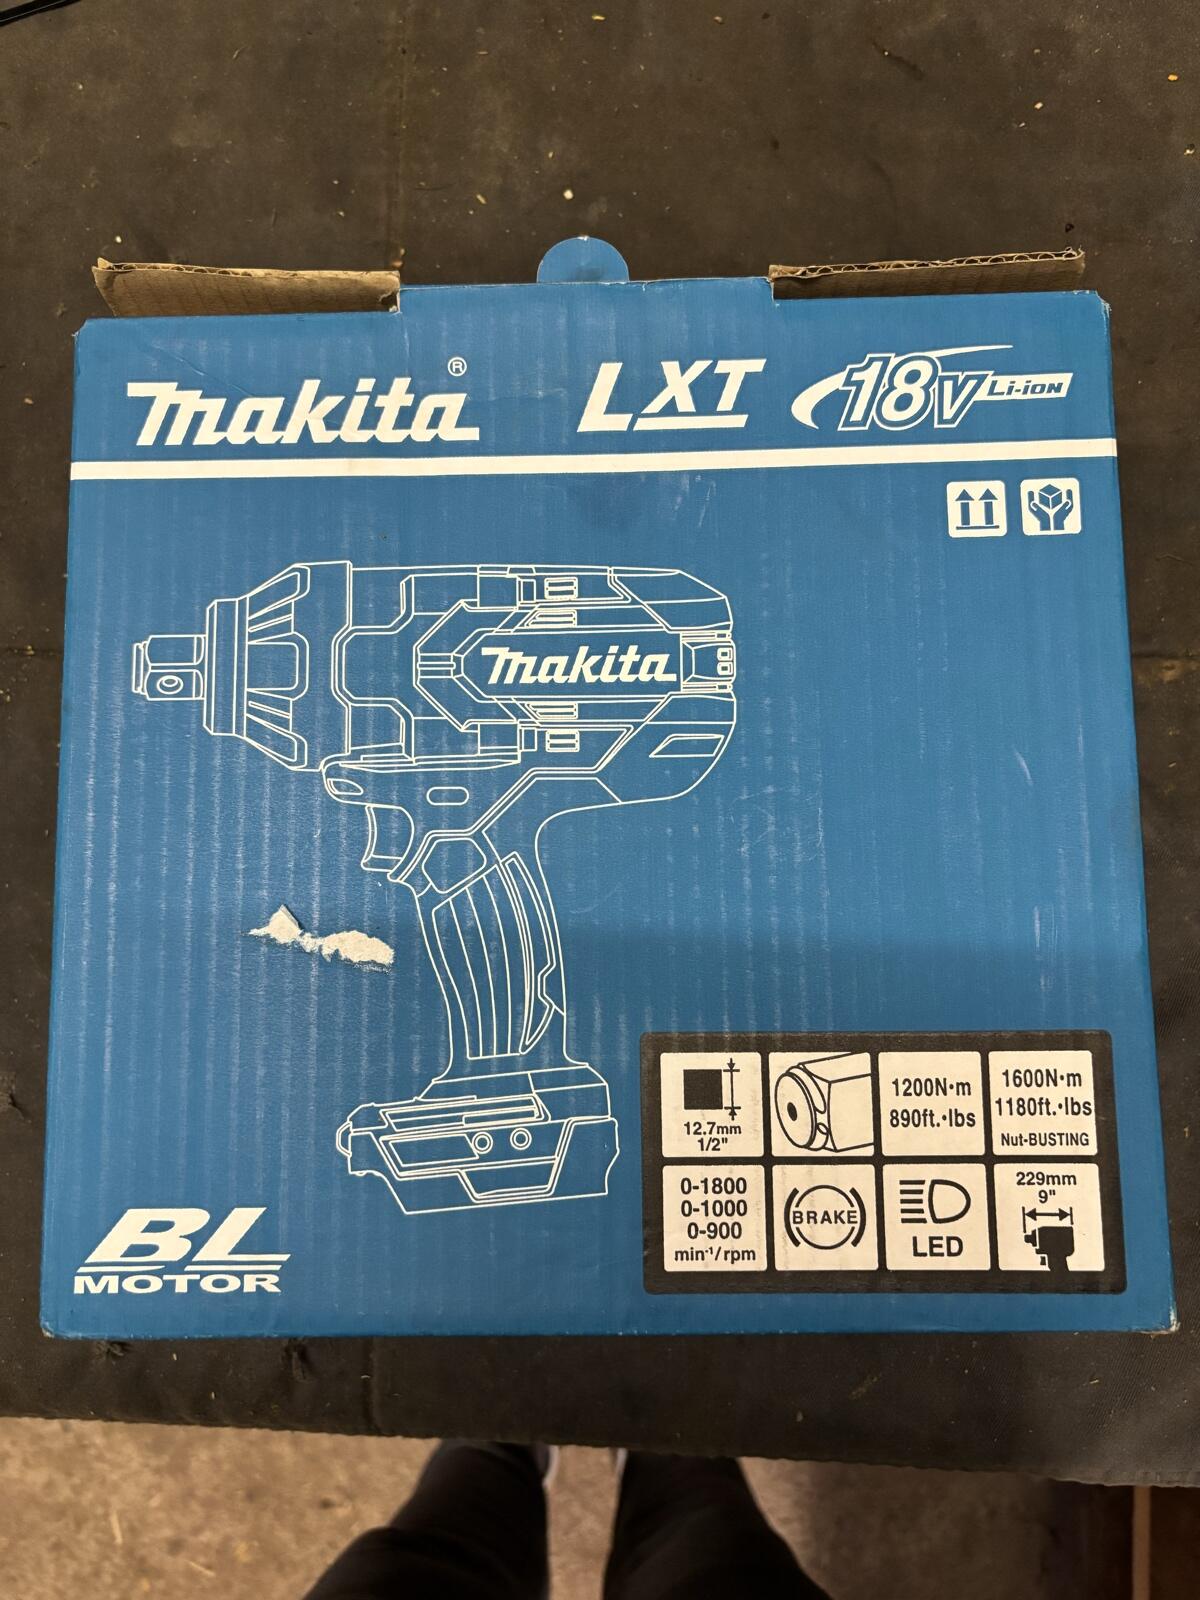 makita®
LXT
18V Li-ion
makita
12.7mm
1/2"
1200N·m
890ft.·lbs
1600N·m
1180ft.·lbs
Nut-BUSTING
0-1800
0-1000
0-900
min⁻¹/rpm
BRAKE
LED
229mm
9"
BL
MOTOR